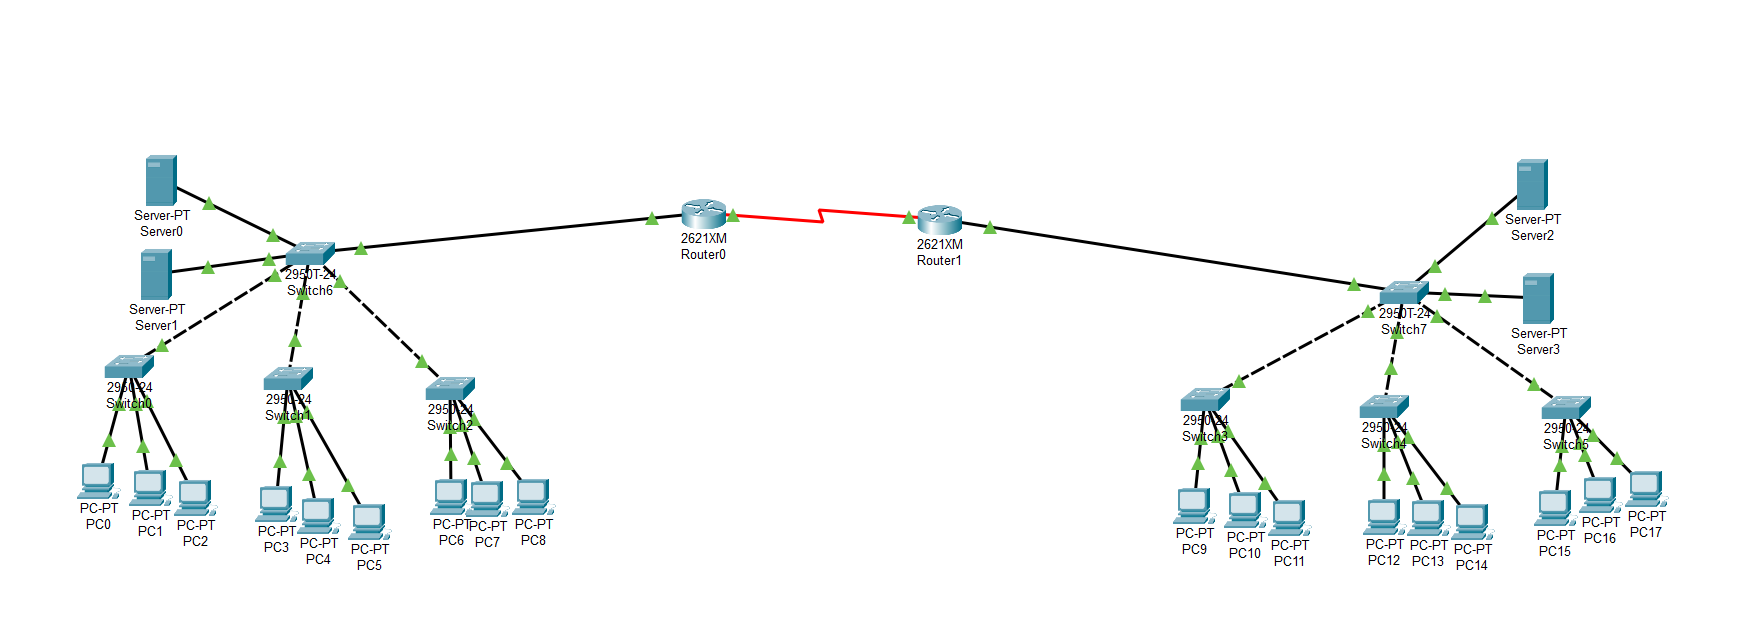 Server-PT
Server0
Server-PT
Server1
2950T-24
Switch6
2621XM
Router0
2621XM
Router1
Server-PT
Server2
2950T-24
Switch7
Server-PT
Server3
2950-24
Switch0
2950-24
Switch1
2950-24
Switch2
2950-24
Switch3
2950-24
Switch4
2950-24
Switch5
PC-PT
PC0
PC-PT
PC1
PC-PT
PC2
PC-PT
PC3
PC-PT
PC4
PC-PT
PC5
PC-PT
PC6
PC-PT
PC7
PC-PT
PC8
PC-PT
PC9
PC-PT
PC10
PC-PT
PC11
PC-PT
PC12
PC-PT
PC13
PC-PT
PC14
PC-PT
PC15
PC-PT
PC16
PC-PT
PC17